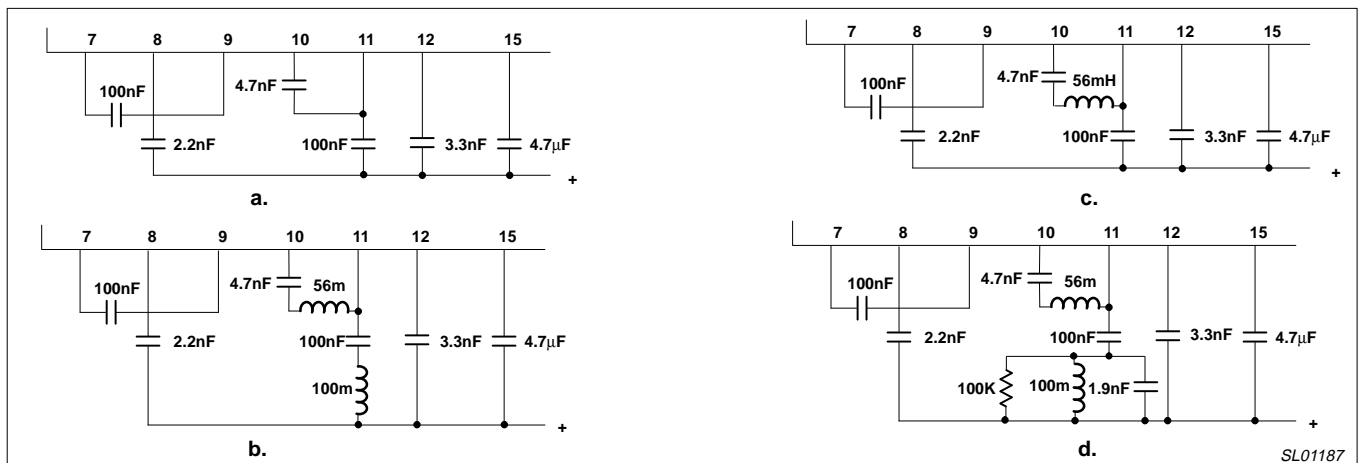 7 8 9 10 11 12 15
4.7nF
100nF
2.2nF 100nF 3.3nF 4.7μF
+
a.
7 8 9 10 11 12 15
4.7nF 56mH
100nF
2.2nF 100nF 3.3nF 4.7μF
+
c.
7 8 9 10 11 12 15
4.7nF 56m
100nF
2.2nF 100nF 3.3nF 4.7μF
100m
+
b.
7 8 9 10 11 12 15
4.7nF 56m
100nF
2.2nF 100nF 3.3nF 4.7μF
100K 100m 1.9nF
+
d.
SL01187